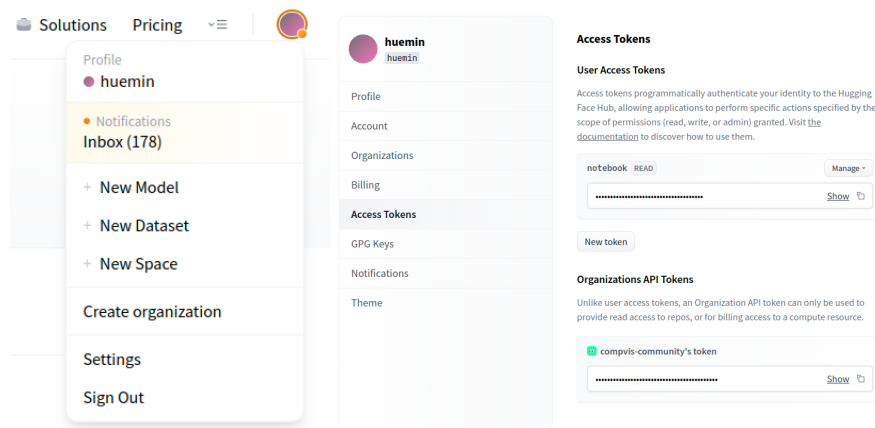 Solutions
Pricing
Profile
huemin
Notifications
Inbox (178)
+ New Model
+ New Dataset
+ New Space
Create organization
Settings
Sign Out
huemin
huemin
Profile
Account
Organizations
Billing
Access Tokens
GPG Keys
Notifications
Theme
Access Tokens
User Access Tokens
Access tokens programmatically authenticate your identity to the Hugging
Face Hub, allowing applications to perform specific actions specified by the
scope of permissions (read, write, or admin) granted. Visit the
documentation to discover how to use them.
notebook READ
Manage
•••••••••••••••••••••••••••••••••••••
Show
New token
Organizations API Tokens
Unlike user access tokens, an Organization API token can only be used to
provide read access to repos, or for billing access to a compute resource.
compvis-community's token
••••••••••••••••••••••••••••••••••••••••••
Show